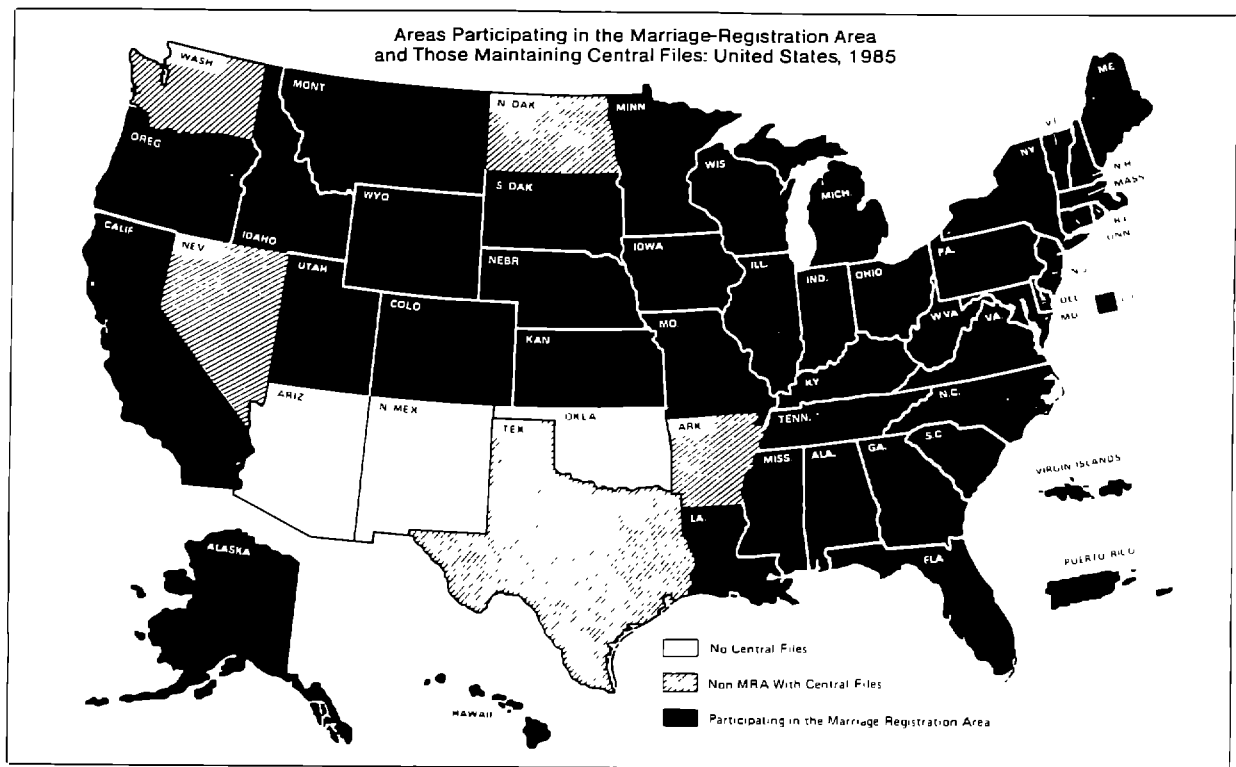 Areas Participating in the Marriage-Registration Area
and Those Maintaining Central Files: United States, 1985
WASH
MONT
N DAK
MINN
ME
OREG
IDAHO
WYO
S DAK
WIS
MICH.
NY
VT
N.H
MASS
R.I
CONN
CALIF
NEV
UTAH
COLO
NEBR
IOWA
ILL.
IND.
OHIO
PA.
N.J
DEL
MD
W.VA
VA.
KAN
MO.
KY
ARIZ
N MEX
OKLA
TEX
ARK
TENN.
N.C.
S.C
MISS.
ALA.
GA.
LA.
FLA
ALASKA
HAWAII
VIRGIN ISLANDS
PUERTO RICO
No Central Files
Non MRA With Central Files
Participating in the Marriage Registration Area